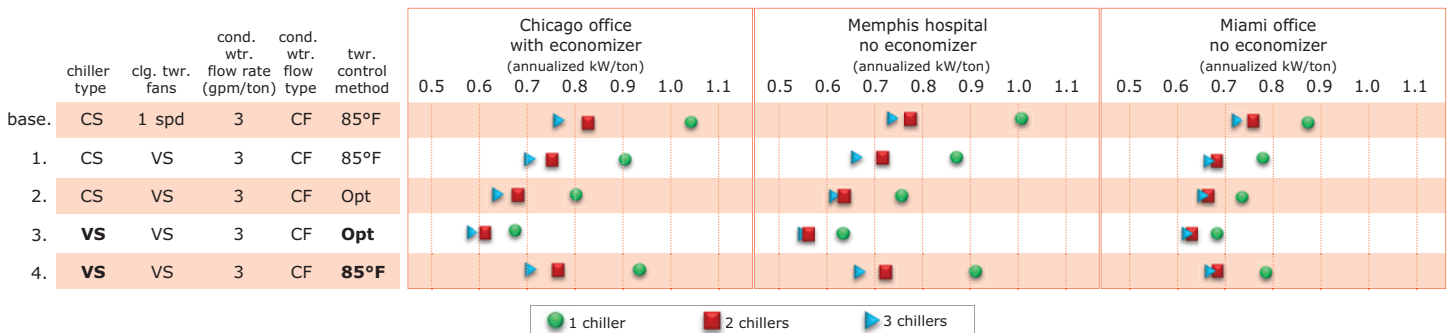 Chicago office
with economizer
(annualized kW/ton)
0.5 0.6 0.7 0.8 0.9 1.0 1.1
Memphis hospital
no economizer
(annualized kW/ton)
0.5 0.6 0.7 0.8 0.9 1.0 1.1
Miami office
no economizer
(annualized kW/ton)
0.5 0.6 0.7 0.8 0.9 1.0 1.1
chiller
type
clg. twr.
fans
cond.
wtr.
flow rate
(gpm/ton)
cond.
wtr.
flow
type
twr.
control
method
base. CS 1 spd 3 CF 85°F
1. CS VS 3 CF 85°F
2. CS VS 3 CF Opt
3. VS VS 3 CF Opt
4. VS VS 3 CF 85°F
1 chiller 2 chillers 3 chillers